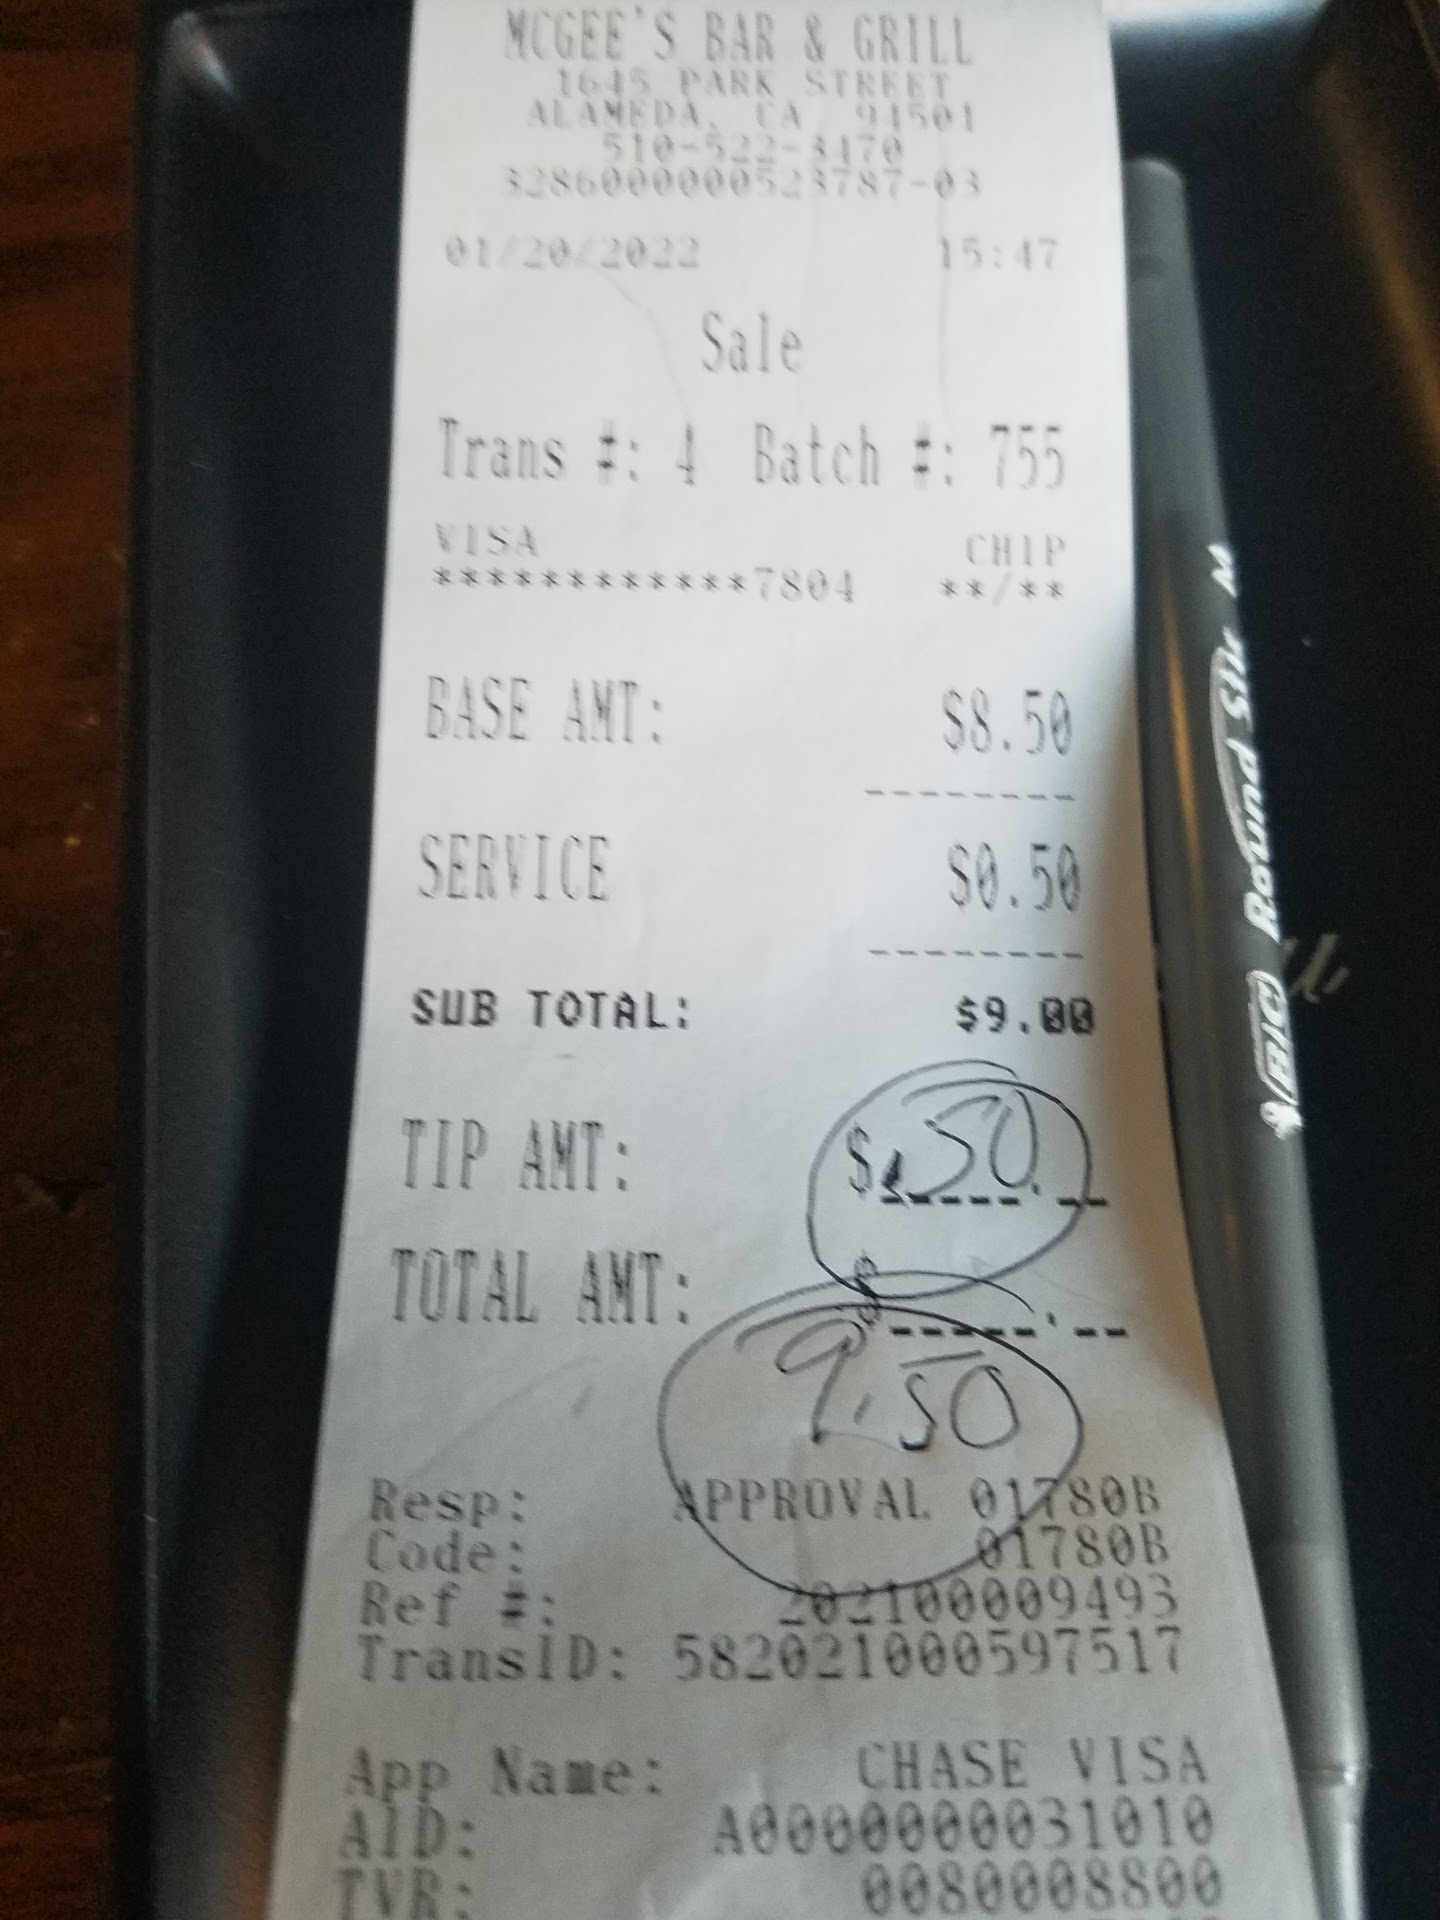 MCGEE'S BAR & GRILL
1645 PARK STREET
ALAMEDA, CA 94501
510-522-3470
3286000000523787-03
01/20/2022 15:47
Sale
Trans #: 4 Batch #: 755
VISA CHIP
************7804 **/**
BASE AMT: $8.50
--------
SERVICE $0.50
--------
SUB TOTAL: $9.00
TIP AMT: $.50
TOTAL AMT: $
9.50
Resp: APPROVAL 01780B
Code: 01780B
Ref #: 202100009493
TransID: 582021000597517
App Name: CHASE VISA
AID: A0000000031010
TVR: 0080008800
BIC Round Stic M